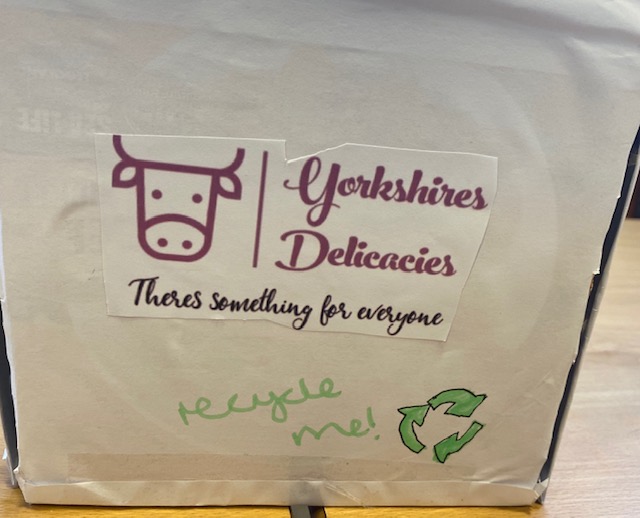 Yorkshires
Delicacies
Theres something for everyone
recycle
me!